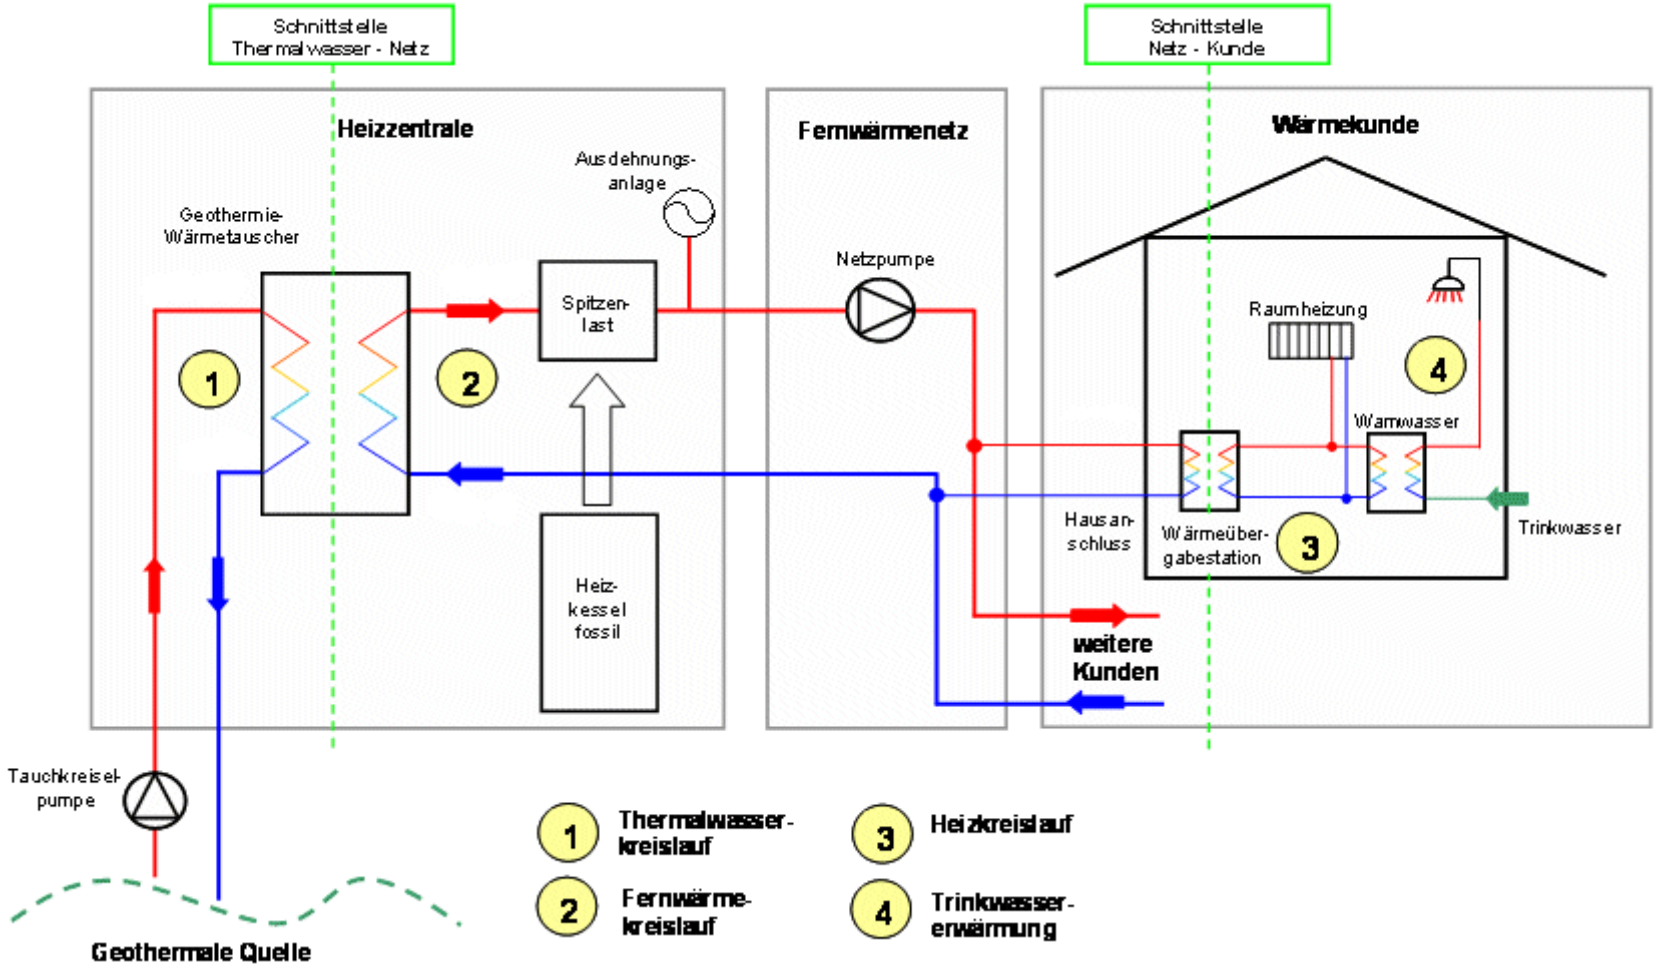 Schnittstelle
Thermalwasser - Netz
Schnittstelle
Netz - Kunde
Heizzentrale
Fernwärmenetz
Wärmekunde
Ausdehnungs-
anlage
Geothermie-
Wärmetauscher
Netzpumpe
Spitzen-
last
Raumheizung
1
2
4
Warmwasser
Hausan-
schluss
Wärmeüber-
gabestation
3
Trinkwasser
Heiz-
kessel
fossil
weitere
Kunden
Tauchkreisel-
pumpe
1
Thermalwasser-
kreislauf
3
Heizkreislauf
2
Fernwärme-
kreislauf
4
Trinkwasser-
erwärmung
Geothermale Quelle